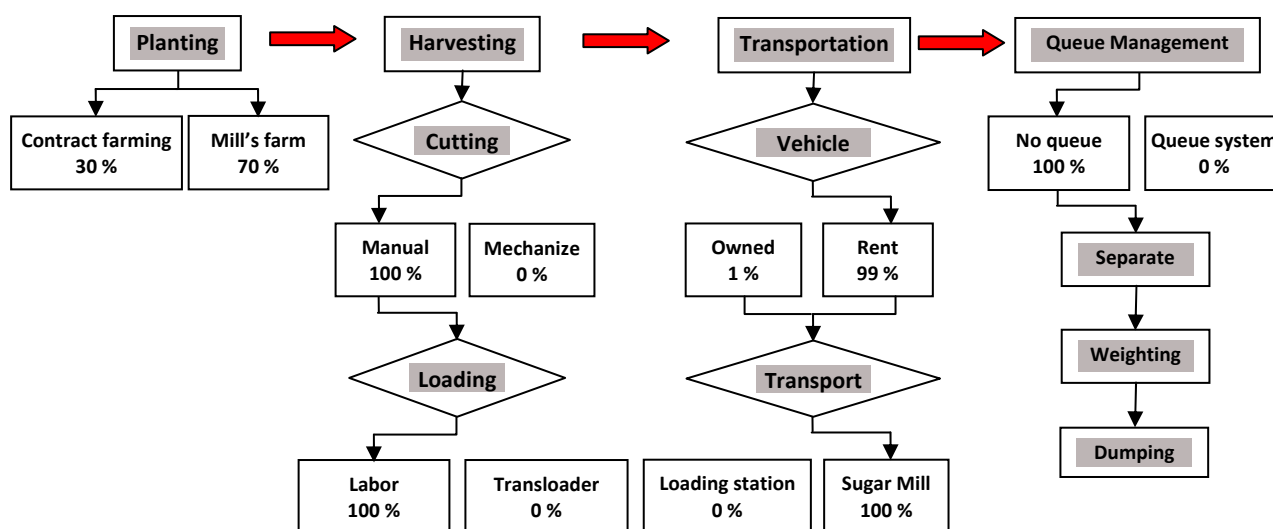 Planting
Harvesting
Transportation
Queue Management
Contract farming
30 %
Mill’s farm
70 %
Cutting
Vehicle
No queue
100 %
Queue system
0 %
Manual
100 %
Mechanize
0 %
Owned
1 %
Rent
99 %
Separate
Loading
Transport
Weighting
Dumping
Labor
100 %
Transloader
0 %
Loading station
0 %
Sugar Mill
100 %